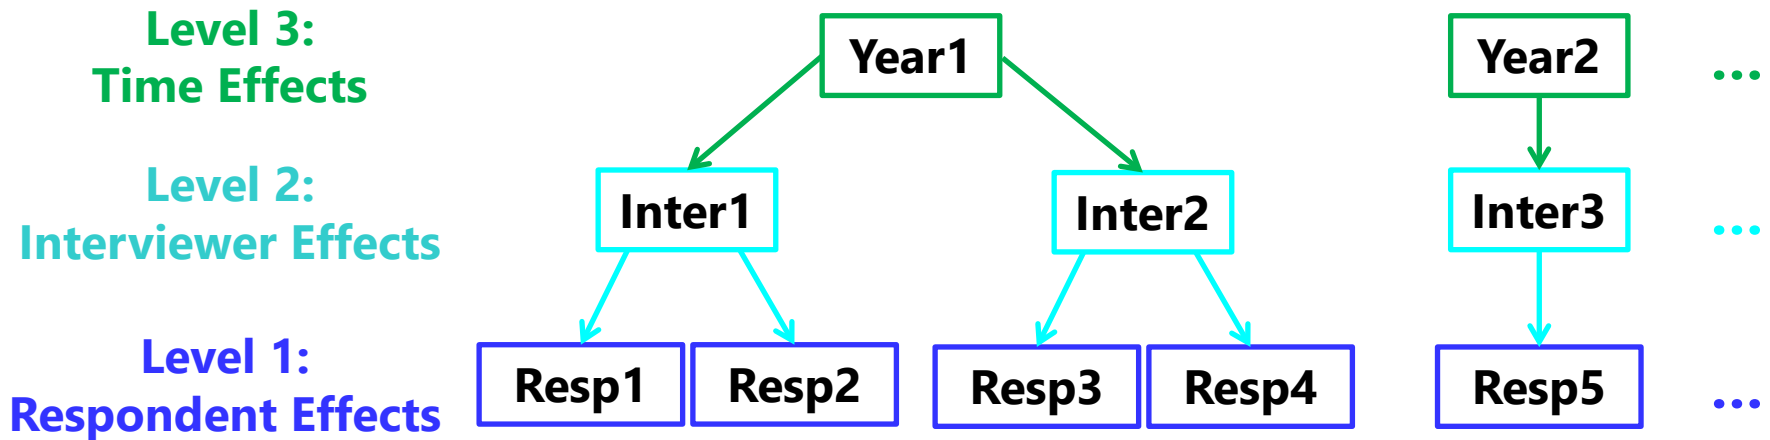 Level 3:
Time Effects
Year1
Year2
...
Level 2:
Interviewer Effects
Inter1
Inter2
Inter3
...
Level 1:
Respondent Effects
Resp1
Resp2
Resp3
Resp4
Resp5
...